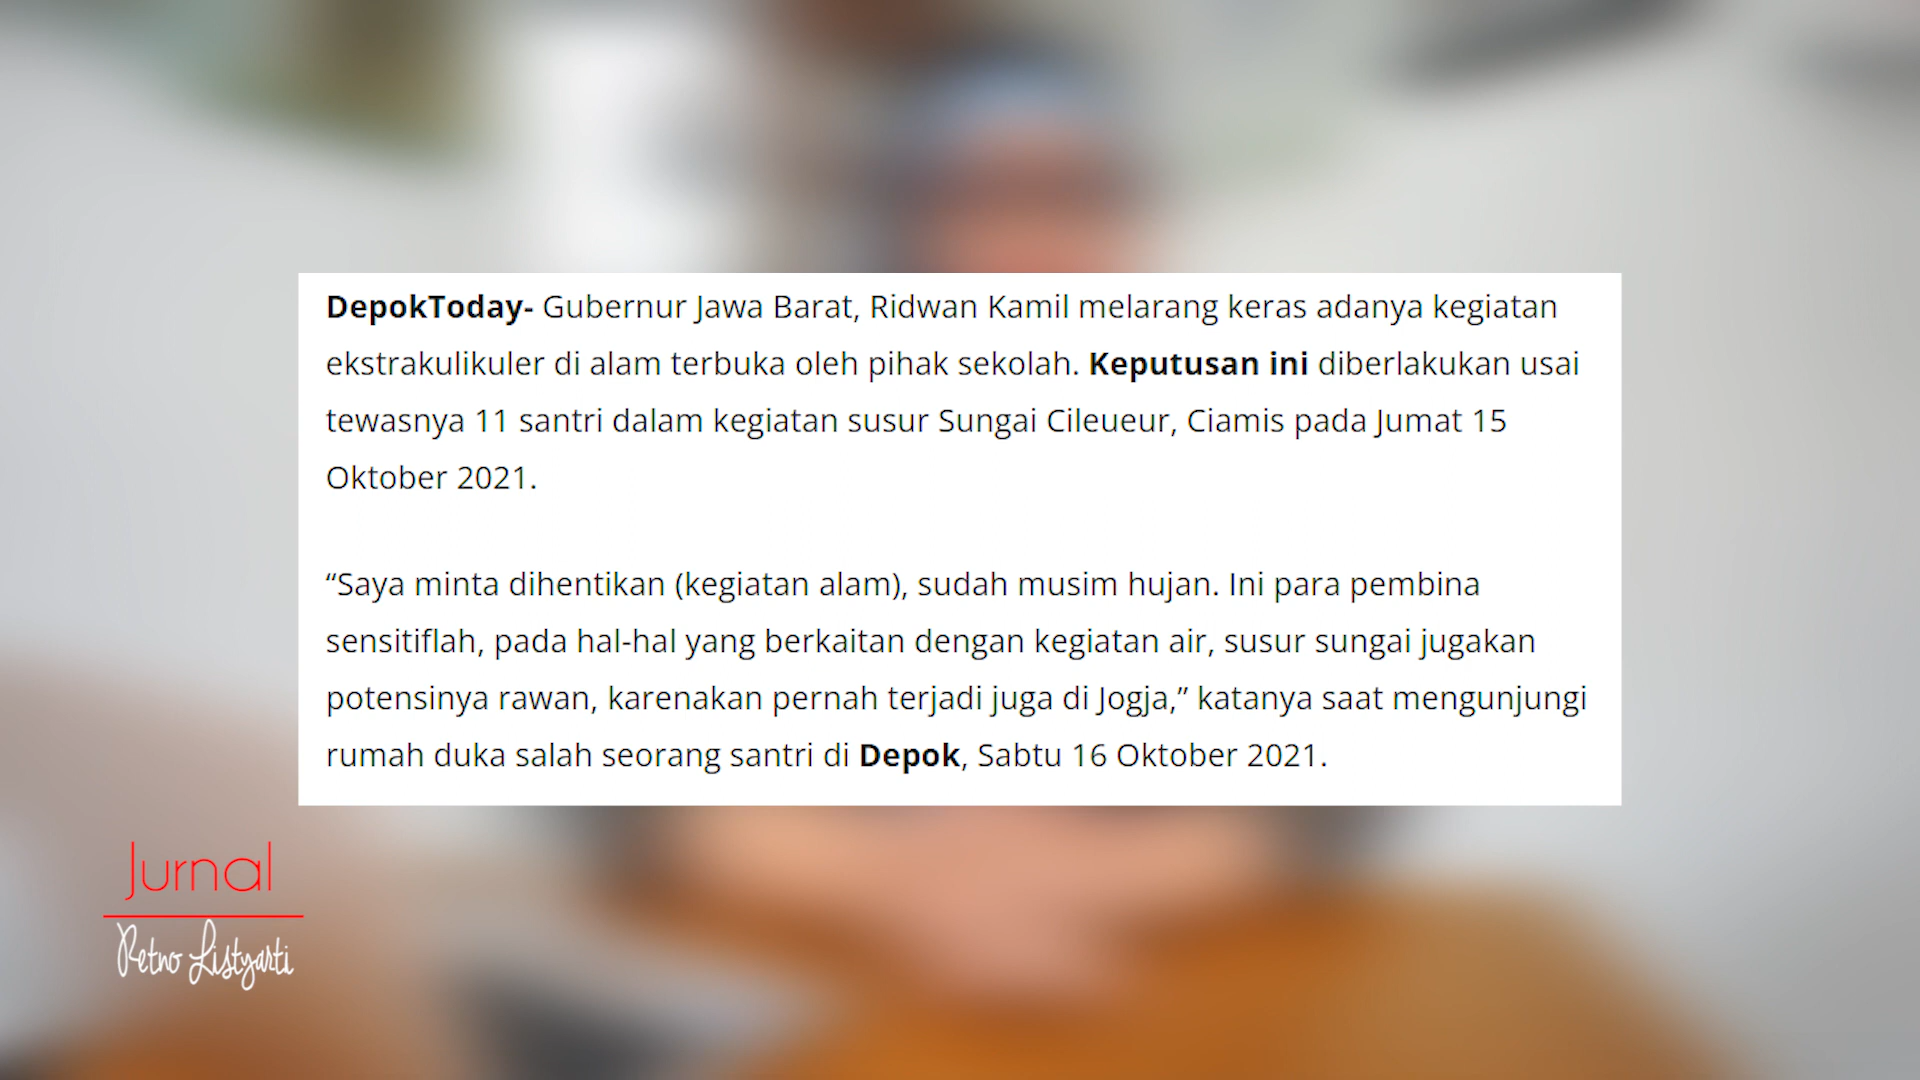 DepokToday- Gubernur Jawa Barat, Ridwan Kamil melarang keras adanya kegiatan
ekstrakulikuler di alam terbuka oleh pihak sekolah. Keputusan ini diberlakukan usai
tewasnya 11 santri dalam kegiatan susur Sungai Cileueur, Ciamis pada Jumat 15
Oktober 2021.
“Saya minta dihentikan (kegiatan alam), sudah musim hujan. Ini para pembina
sensitiflah, pada hal-hal yang berkaitan dengan kegiatan air, susur sungai jugakan
potensinya rawan, karenakan pernah terjadi juga di Jogja,” katanya saat mengunjungi
rumah duka salah seorang santri di Depok, Sabtu 16 Oktober 2021.
Jurnal
Retno Listyarti